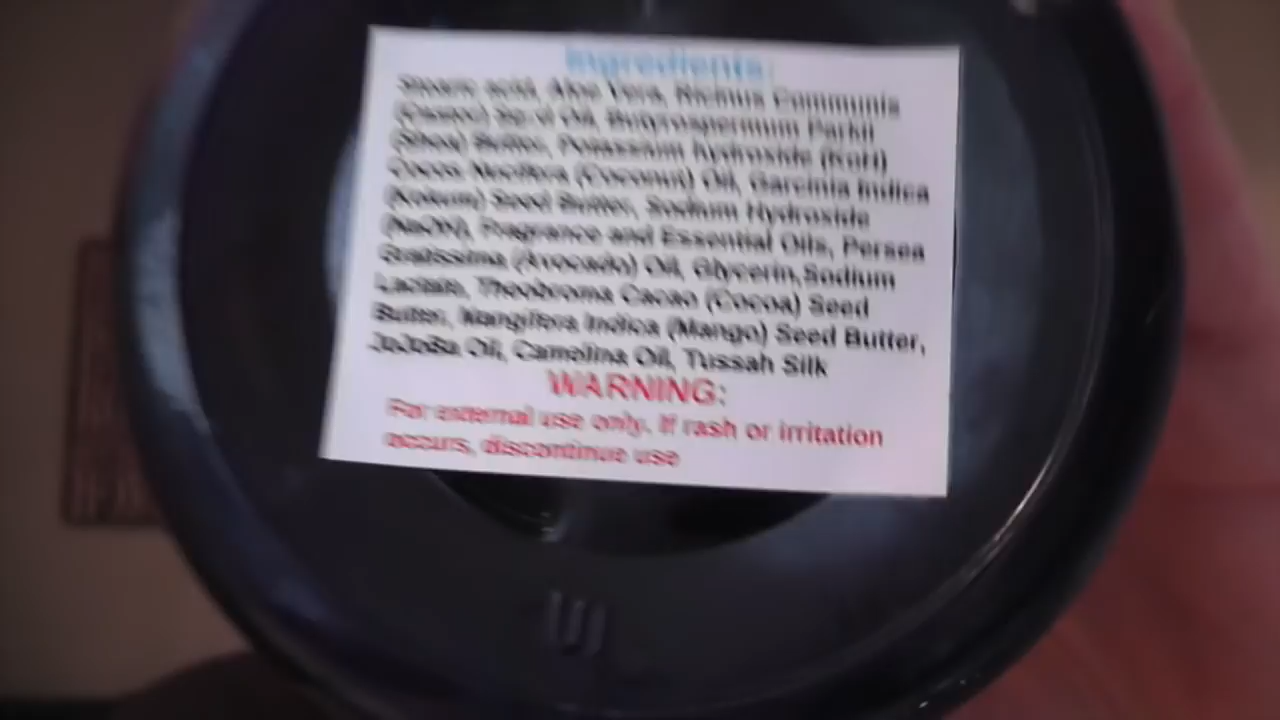 Ingredients:
Stearic acid, Aloe Vera, Ricinus Communis
(Castor) Seed Oil, Butyrospermum Parkii
(Shea) Butter, Potassium hydroxide (KoH)
Cocos Nucifera (Coconut) Oil, Garcinia Indica
(Kokum) Seed Butter, Sodium Hydroxide
(NaOH), Fragrance and Essential Oils, Persea
Gratissima (Avocado) Oil, Glycerin,Sodium
Lactate, Theobroma Cacao (Cocoa) Seed
Butter, Mangifera Indica (Mango) Seed Butter,
JoJoBa Oil, Camelina Oil, Tussah Silk
WARNING:
For external use only. If rash or irritation
occurs, discontinue use